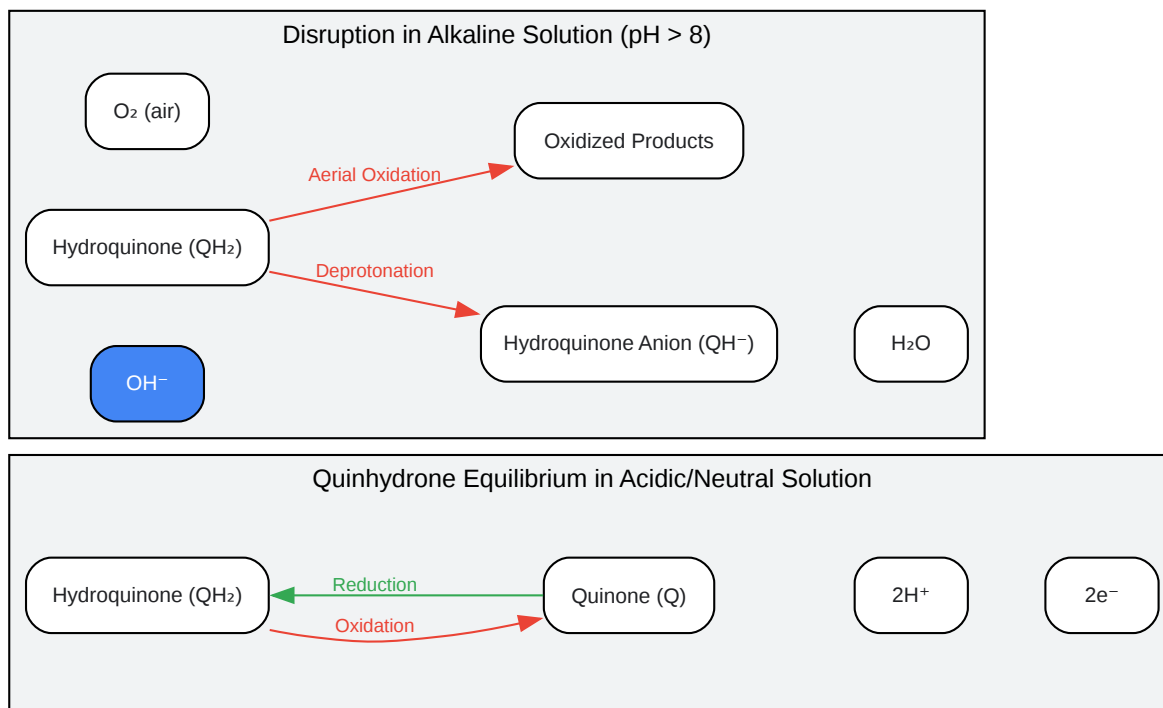 Disruption in Alkaline Solution (pH > 8)
O₂ (air)
Oxidized Products
Aerial Oxidation
Hydroquinone (QH₂)
Deprotonation
Hydroquinone Anion (QH⁻)
H₂O
OH⁻
Quinhydrone Equilibrium in Acidic/Neutral Solution
Hydroquinone (QH₂)
Reduction
Oxidation
Quinone (Q)
2H⁺
2e⁻